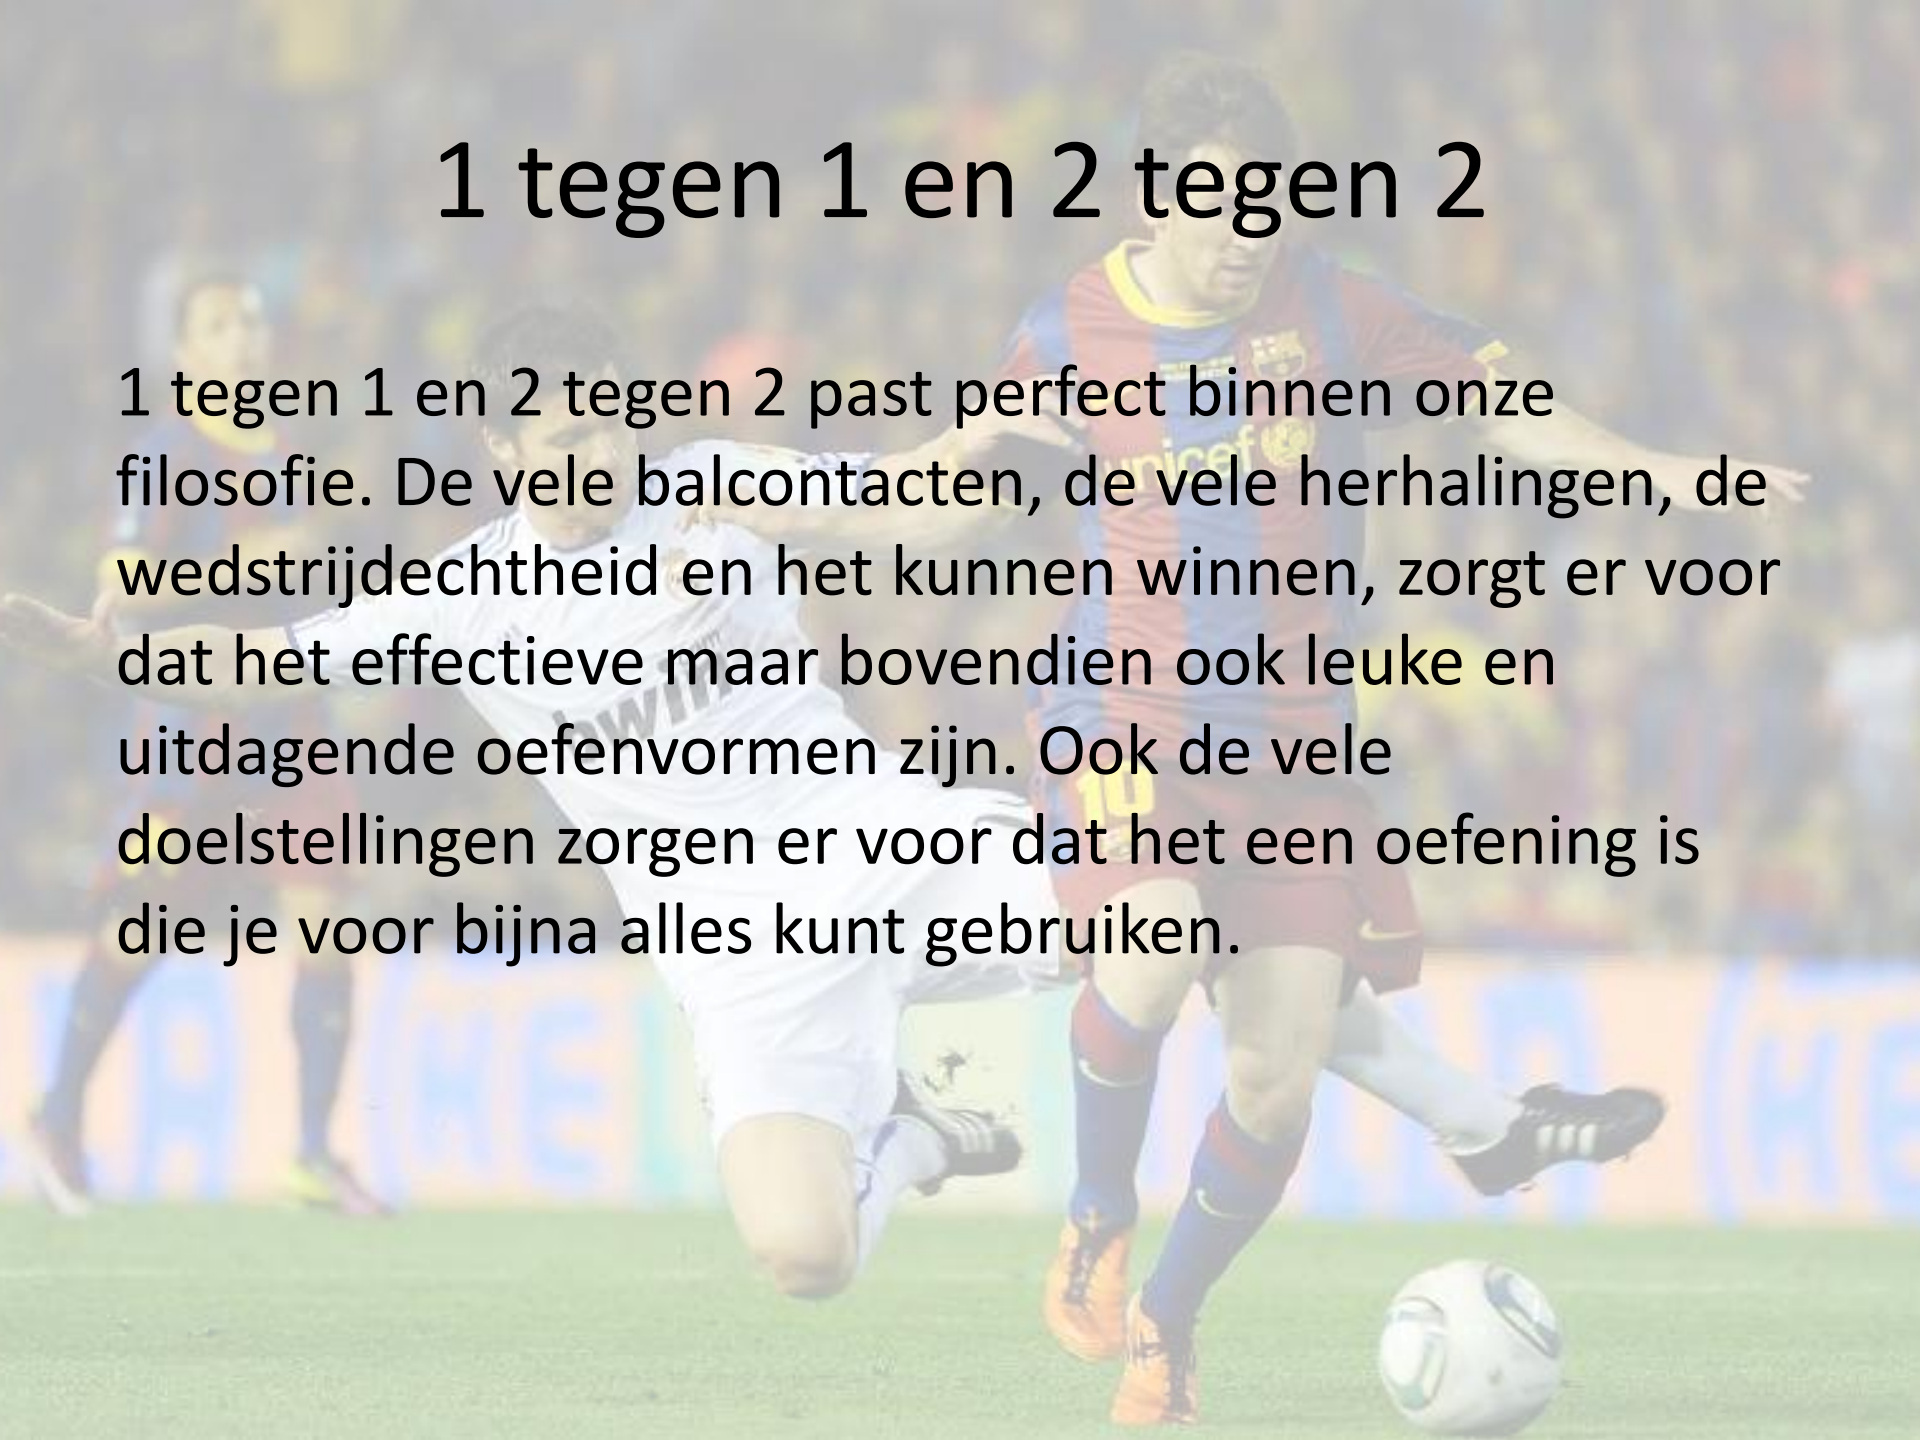 1 tegen 1 en 2 tegen 2
1 tegen 1 en 2 tegen 2 past perfect binnen onze
filosofie. De vele balcontacten, de vele herhalingen, de
wedstrijdechtheid en het kunnen winnen, zorgt er voor
dat het effectieve maar bovendien ook leuke en
uitdagende oefenvormen zijn. Ook de vele
doelstellingen zorgen er voor dat het een oefening is
die je voor bijna alles kunt gebruiken.
unicef
bwin
10